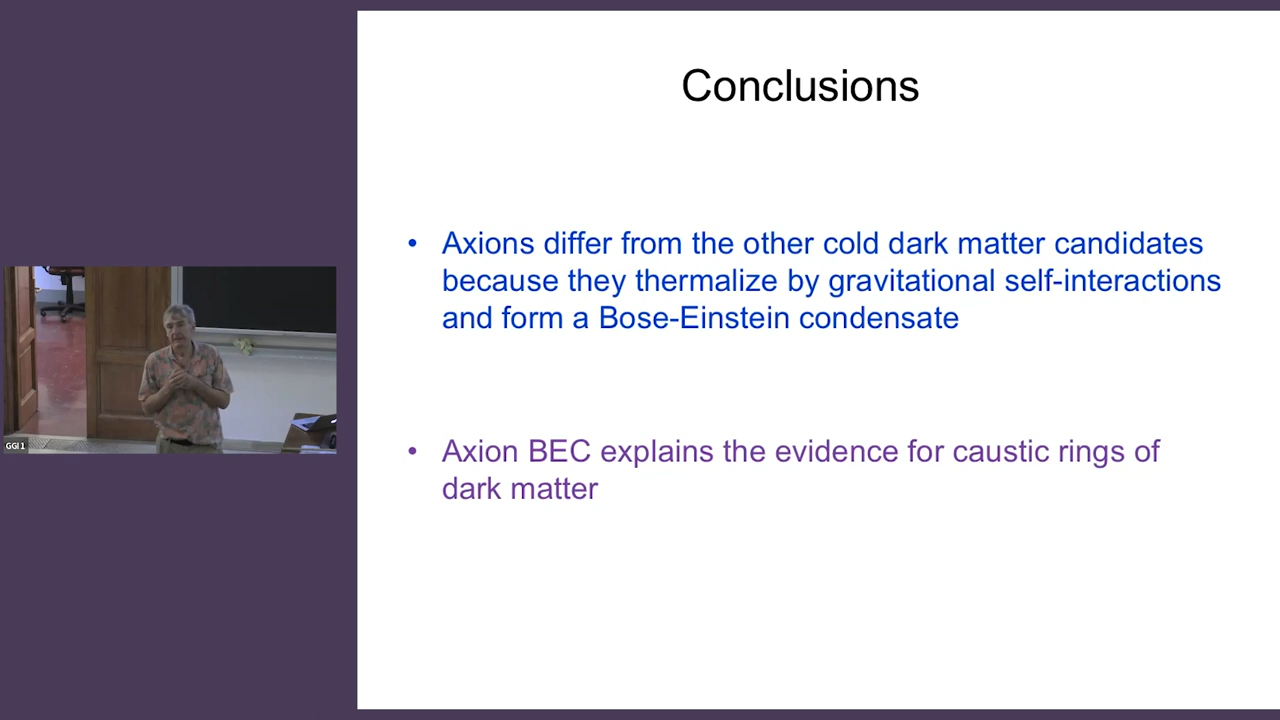 Conclusions
• Axions differ from the other cold dark matter candidates
because they thermalize by gravitational self-interactions
and form a Bose-Einstein condensate
• Axion BEC explains the evidence for caustic rings of
dark matter
GGI 1